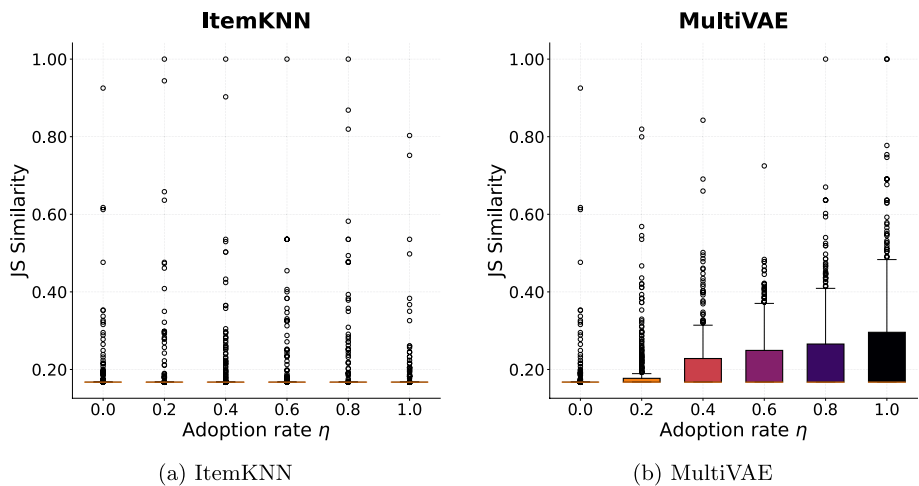 ItemKNN
MultiVAE
JS Similarity
1.00
0.80
0.60
0.40
0.20
0.0 0.2 0.4 0.6 0.8 1.0
Adoption rate η
(a) ItemKNN
JS Similarity
1.00
0.80
0.60
0.40
0.20
0.0 0.2 0.4 0.6 0.8 1.0
Adoption rate η
(b) MultiVAE